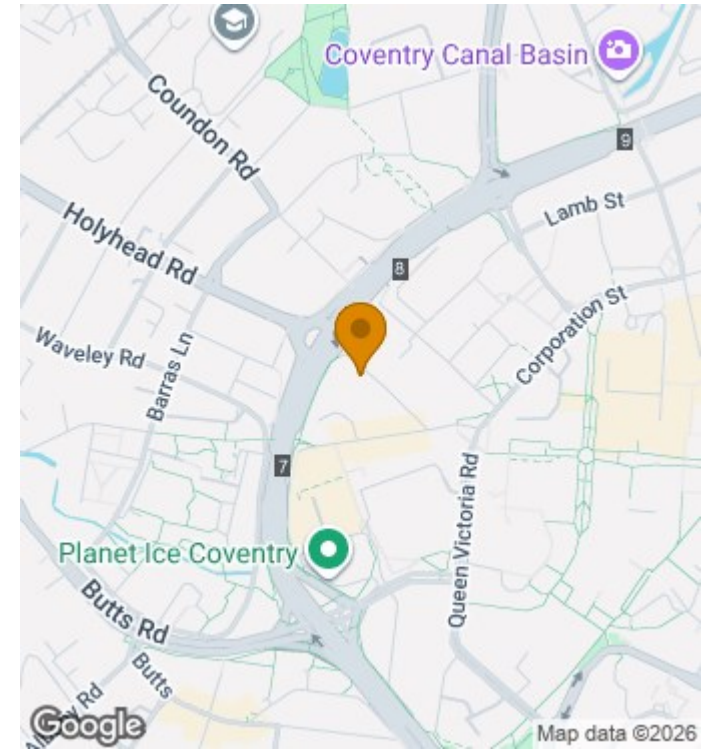 Coventry Canal Basin
Coundon Rd
9
Lamb St
Holyhead Rd
8
Corporation St
Waveley Rd
Barras Ln
7
Queen Victoria Rd
Planet Ice Coventry
Butts Rd
Butts
Rd
Google
Map data ©2026